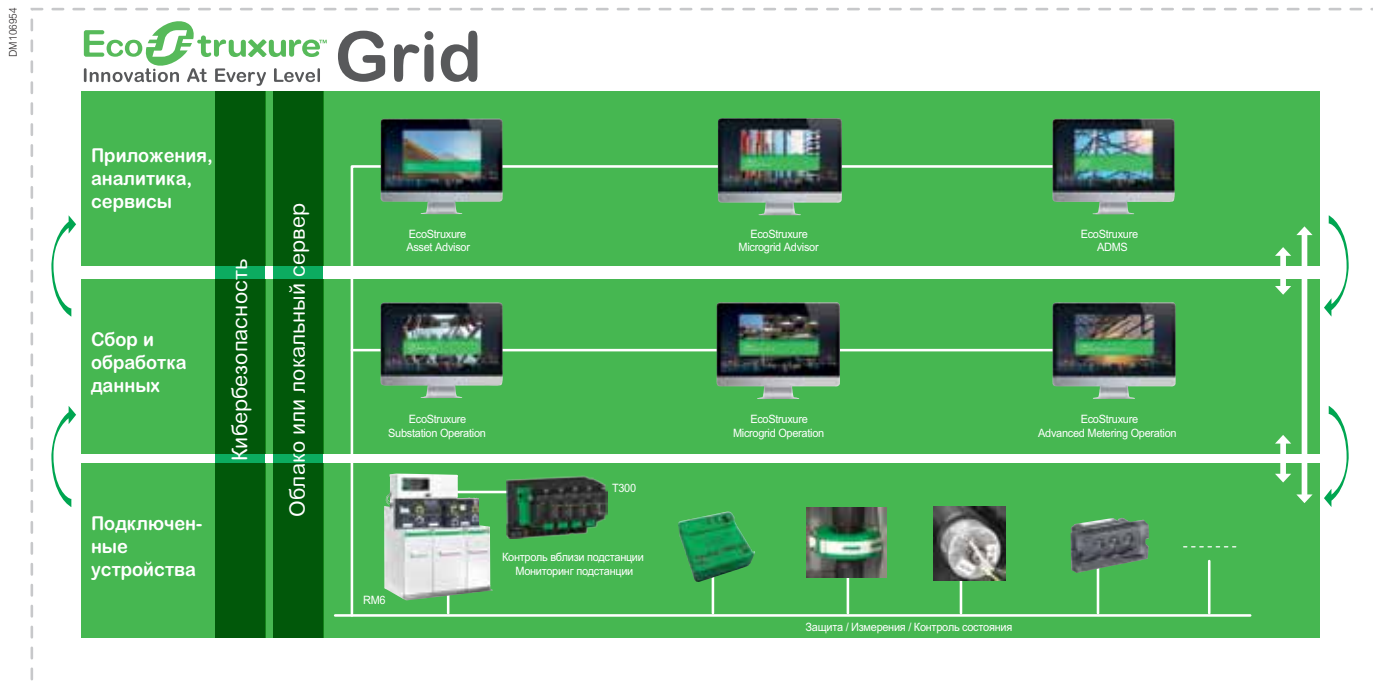 DM106954
EcoStruxure™ Grid
Innovation At Every Level
Приложения,
аналитика,
сервисы
Кибербезопасность
Облако или локальный сервер
EcoStruxure
Asset Advisor
EcoStruxure
Microgrid Advisor
EcoStruxure
ADMS
Сбор и
обработка
данных
EcoStruxure
Substation Operation
EcoStruxure
Microgrid Operation
EcoStruxure
Advanced Metering Operation
Подключен-
ные
устройства
T300
Контроль вблизи подстанции
Мониторинг подстанции
RM6
Защита / Измерения / Контроль состояния